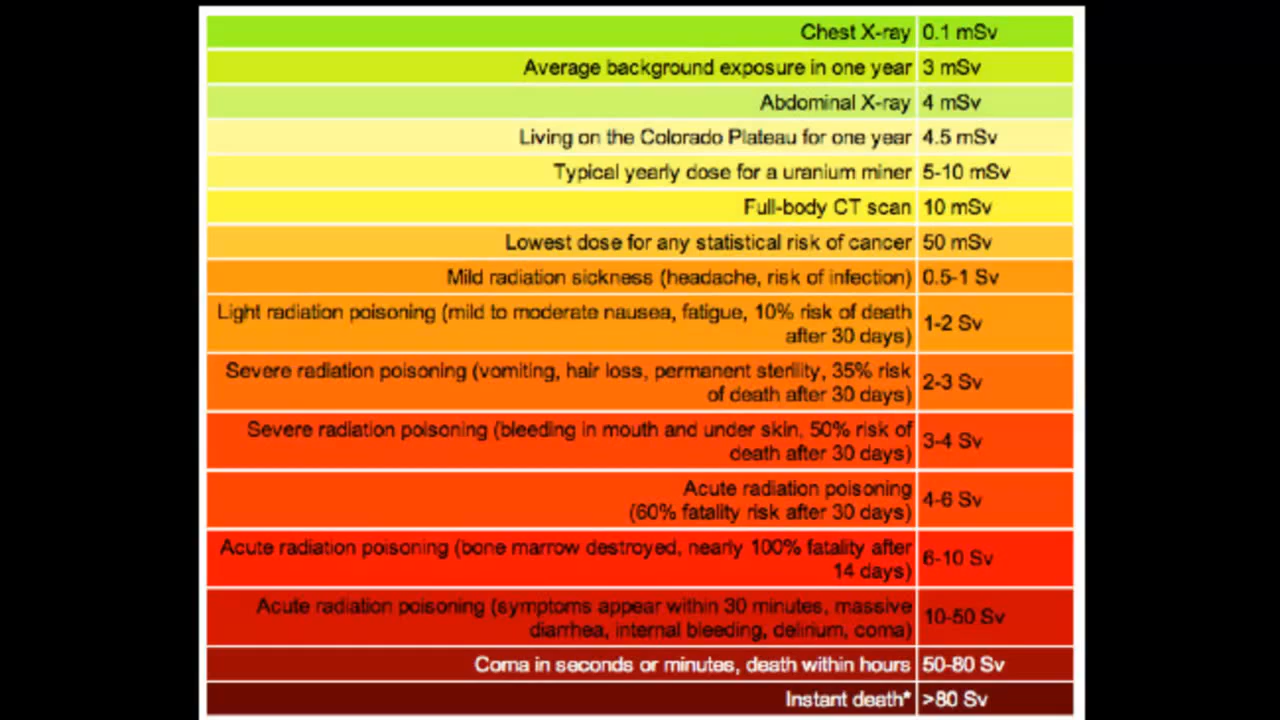 Chest X-ray 0.1 mSv
Average background exposure in one year 3 mSv
Abdominal X-ray 4 mSv
Living on the Colorado Plateau for one year 4.5 mSv
Typical yearly dose for a uranium miner 5-10 mSv
Full-body CT scan 10 mSv
Lowest dose for any statistical risk of cancer 50 mSv
Mild radiation sickness (headache, risk of infection) 0.5-1 Sv
Light radiation poisoning (mild to moderate nausea, fatigue, 10% risk of death
after 30 days) 1-2 Sv
Severe radiation poisoning (vomiting, hair loss, permanent sterility, 35% risk
of death after 30 days) 2-3 Sv
Severe radiation poisoning (bleeding in mouth and under skin, 50% risk of
death after 30 days) 3-4 Sv
Acute radiation poisoning
(60% fatality risk after 30 days) 4-6 Sv
Acute radiation poisoning (bone marrow destroyed, nearly 100% fatality after
14 days) 6-10 Sv
Acute radiation poisoning (symptoms appear within 30 minutes, massive
diarrhea, internal bleeding, delirium, coma) 10-50 Sv
Coma in seconds or minutes, death within hours 50-80 Sv
Instant death* >80 Sv